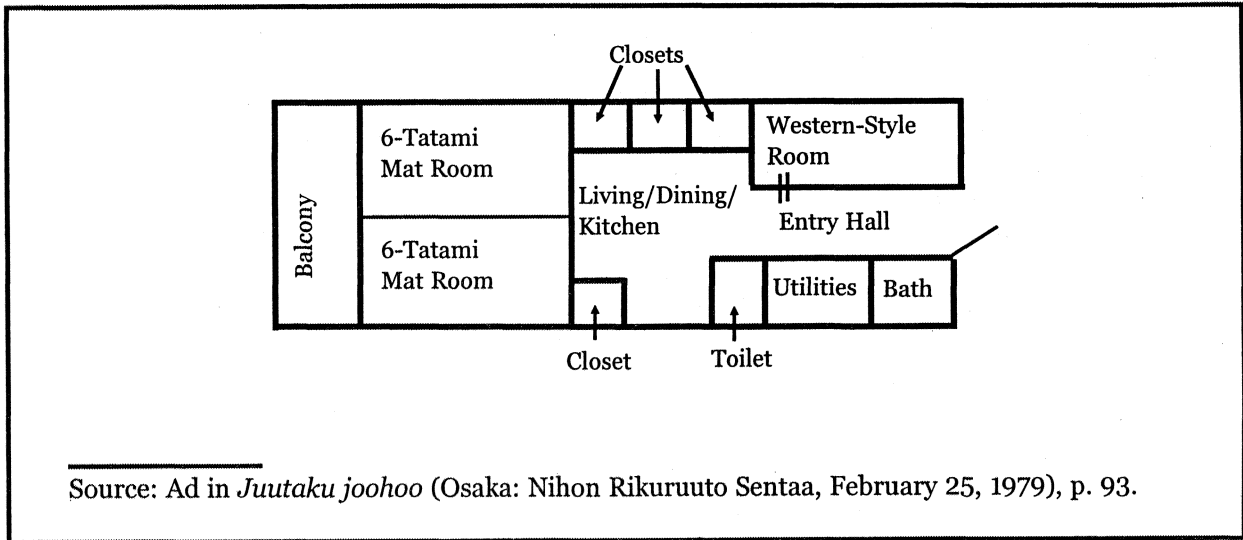 Closets
6-Tatami
Mat Room
Western-Style
Room
Balcony
Living/Dining/
Kitchen
Entry Hall
6-Tatami
Mat Room
Utilities
Bath
Closet
Toilet
Source: Ad in Juutaku joohoo (Osaka: Nihon Rikuruuto Sentaa, February 25, 1979), p. 93.